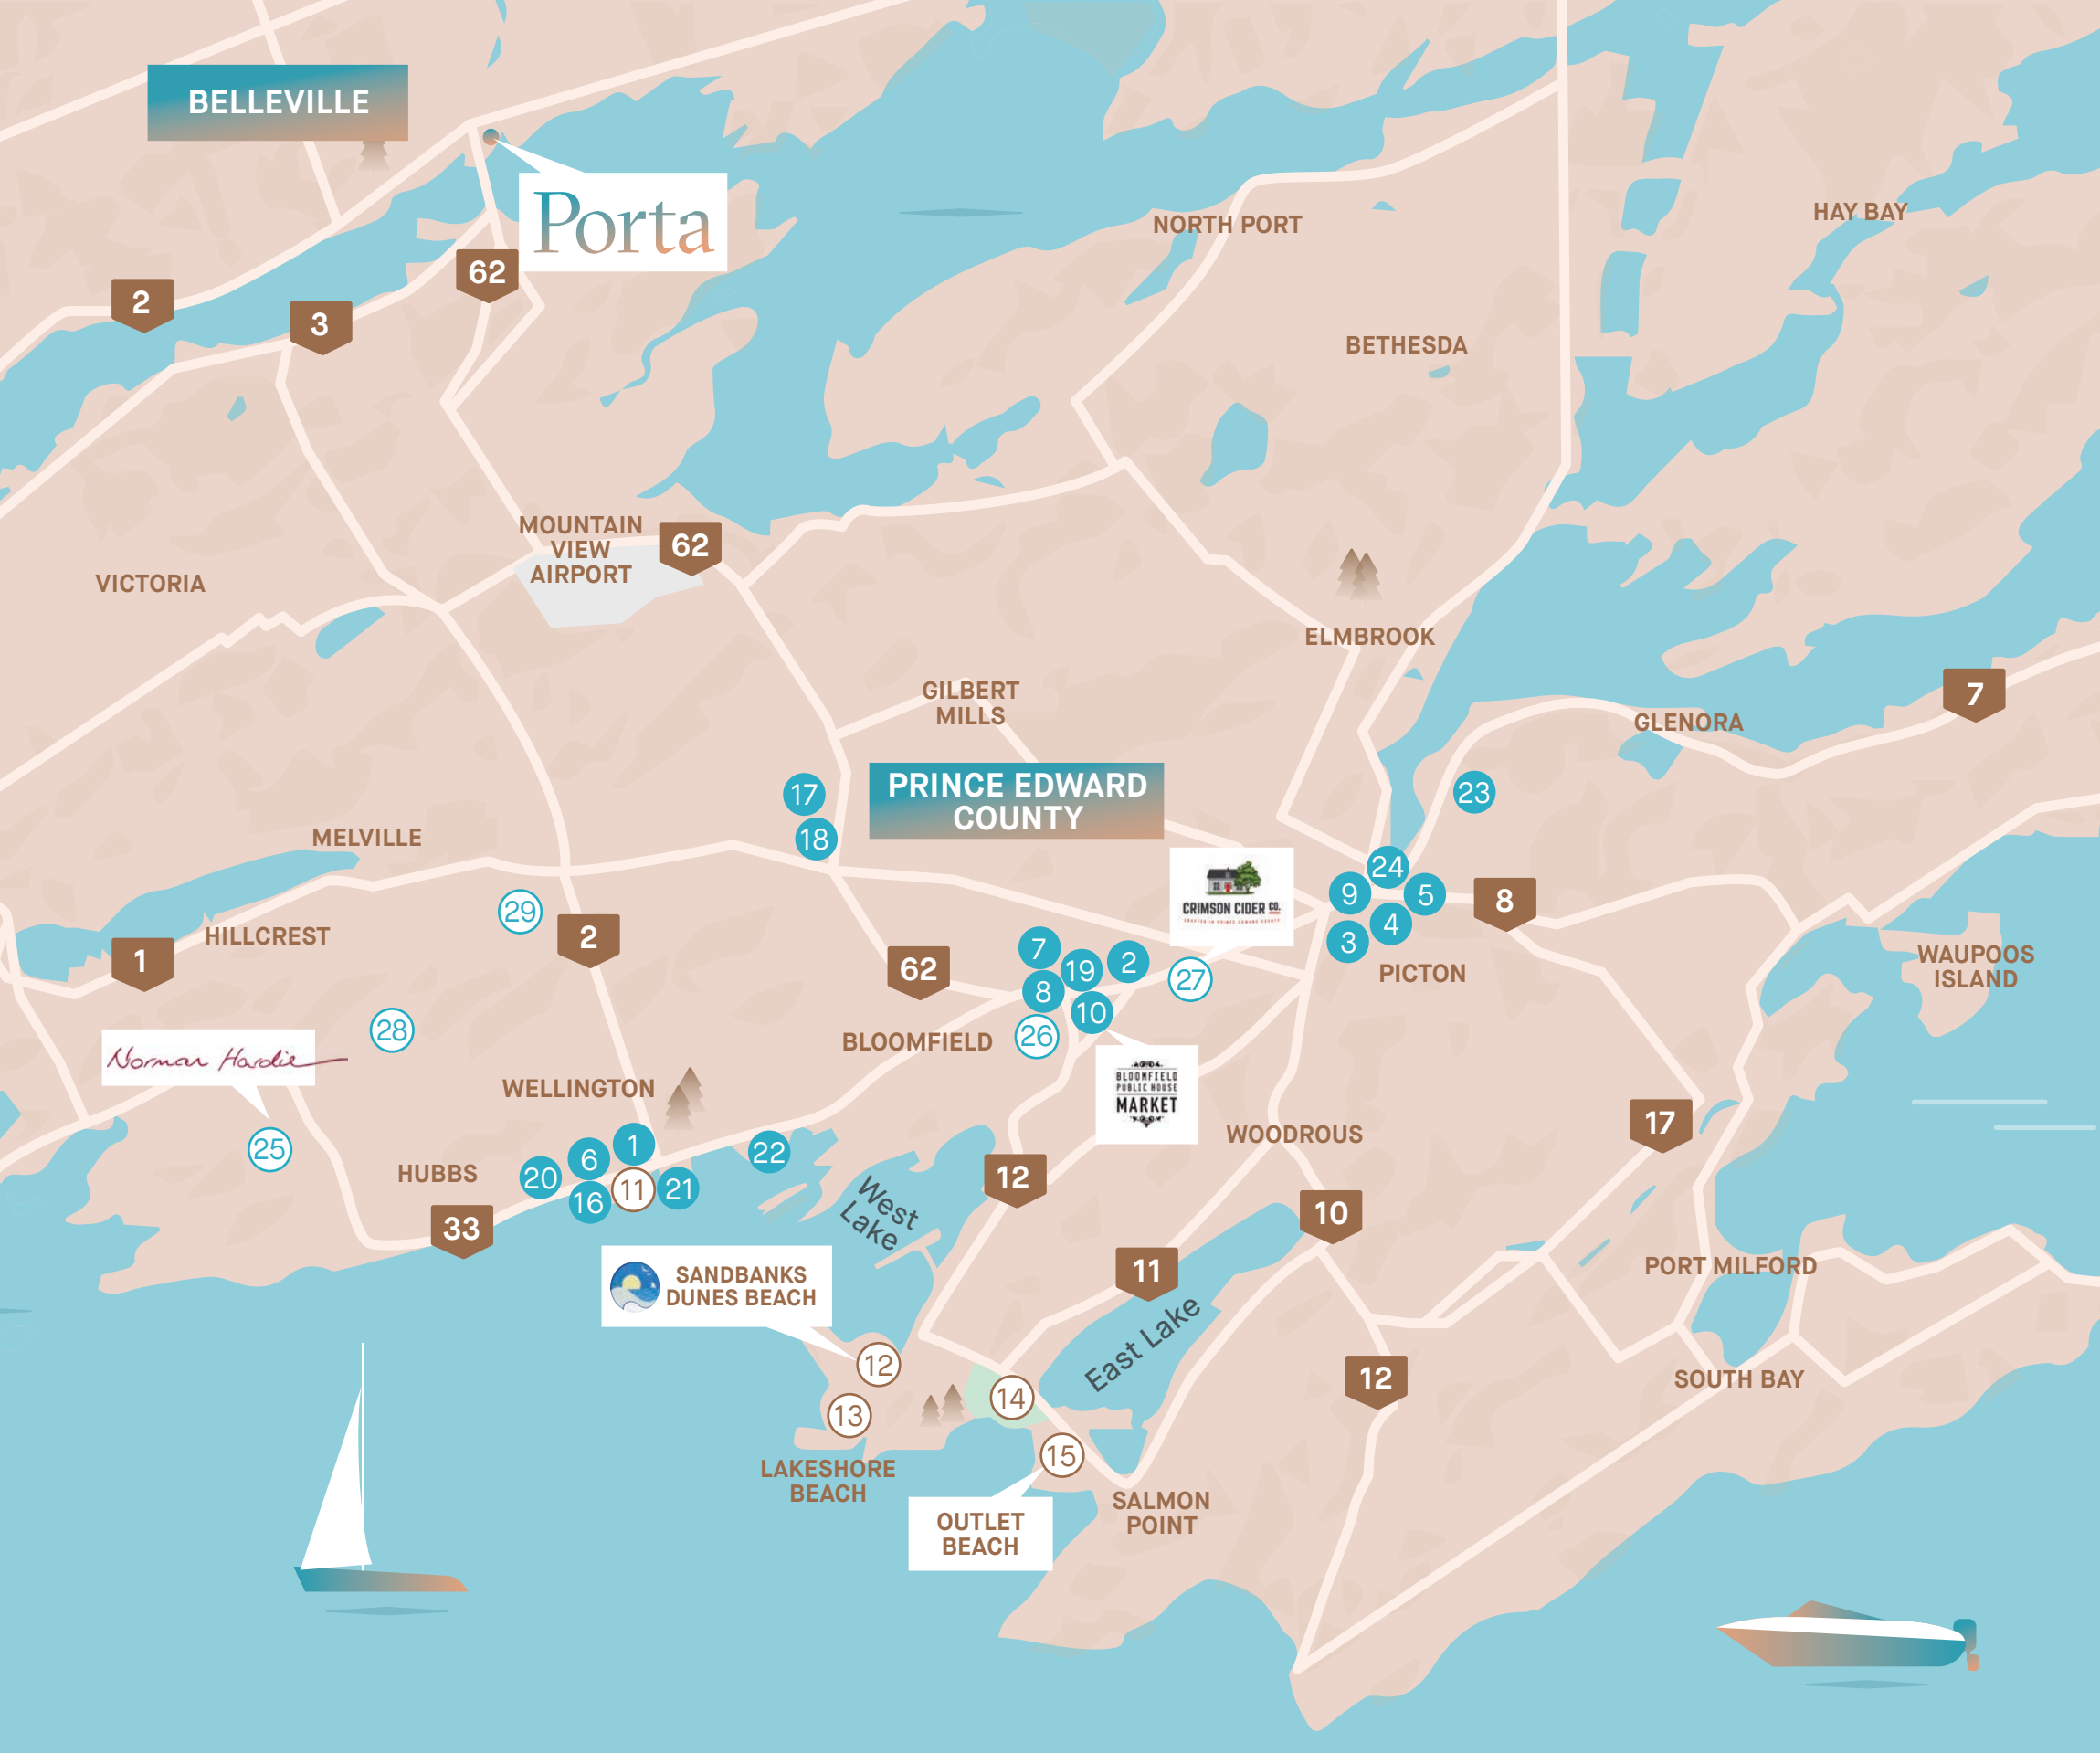 BELLEVILLE
Porta
62
2
3
NORTH PORT
HAY BAY
BETHESDA
MOUNTAIN
VIEW
AIRPORT
62
VICTORIA
ELMBROOK
GILBERT
MILLS
7
GLENORA
PRINCE EDWARD
COUNTY
17
18
23
MELVILLE
24
9
5
8
4
3
PICTON
CRIMSON CIDER CO.
CRAFTED IN PRINCE EDWARD COUNTY
29
2
HILLCREST
1
62
7
19
2
8
10
26
27
BLOOMFIELD
WAUPOOS
ISLAND
28
Norman Hardie
25
WELLINGTON
BLOOMFIELD
PUBLIC HOUSE
MARKET
WOODROUS
17
HUBBS
1
6
20
16
11
21
22
33
West
Lake
12
10
11
PORT MILFORD
SANDBANKS
DUNES BEACH
East Lake
12
13
14
15
12
SOUTH BAY
LAKESHORE
BEACH
SALMON
POINT
OUTLET
BEACH